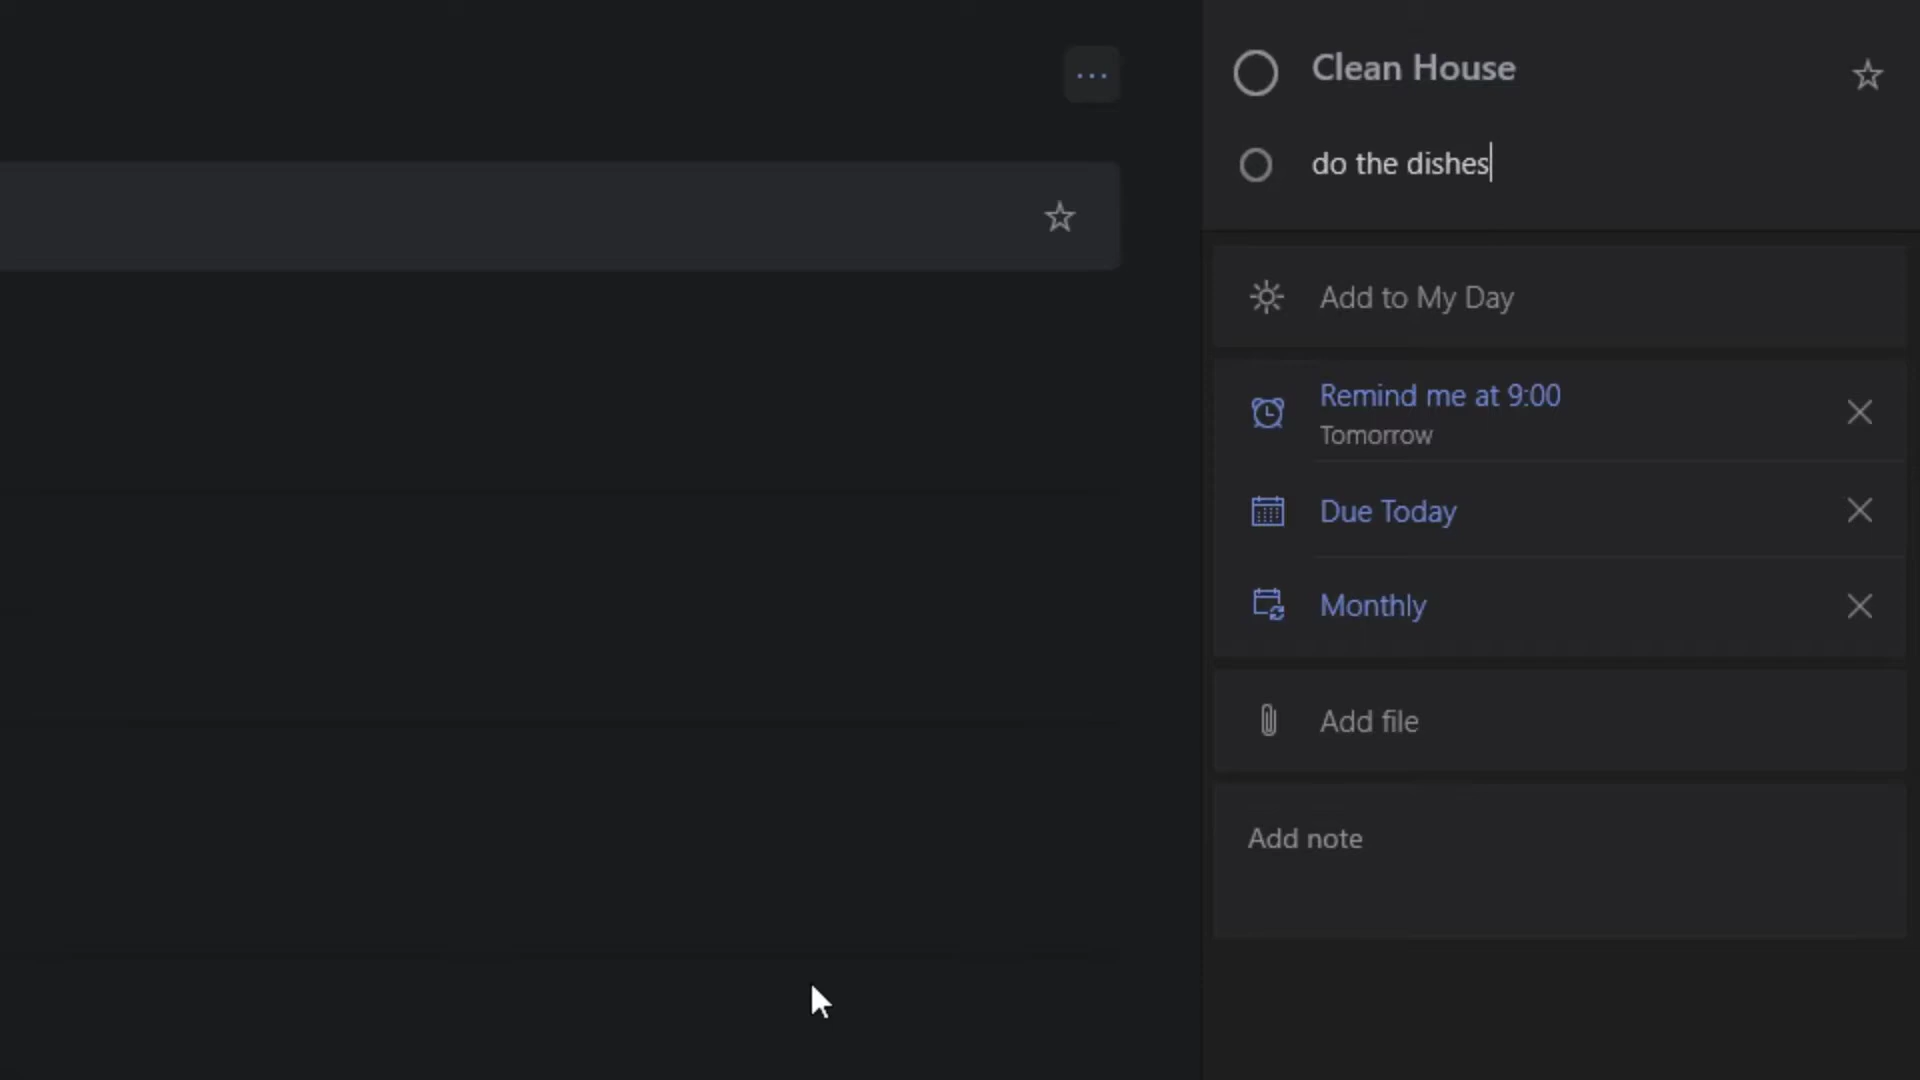 Clean House
do the dishes
Add to My Day
Remind me at 9:00
Tomorrow
Due Today
Monthly
Add file
Add note